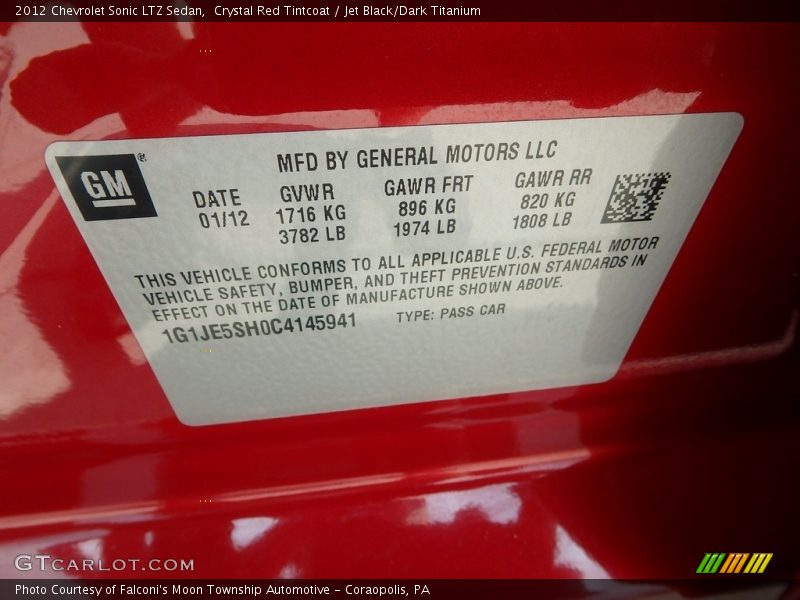 2012 Chevrolet Sonic LTZ Sedan,  Crystal Red Tintcoat / Jet Black/Dark Titanium
GM®
MFD BY GENERAL MOTORS LLC
DATE GVWR GAWR FRT GAWR RR
01/12 1716 KG 896 KG 820 KG
3782 LB 1974 LB 1808 LB
THIS VEHICLE CONFORMS TO ALL APPLICABLE U.S. FEDERAL MOTOR
VEHICLE SAFETY, BUMPER, AND THEFT PREVENTION STANDARDS IN
EFFECT ON THE DATE OF MANUFACTURE SHOWN ABOVE.
1G1JE5SH0C4145941 TYPE: PASS CAR
GTCARLOT.COM
Photo Courtesy of Falconi's Moon Township Automotive - Coraopolis, PA